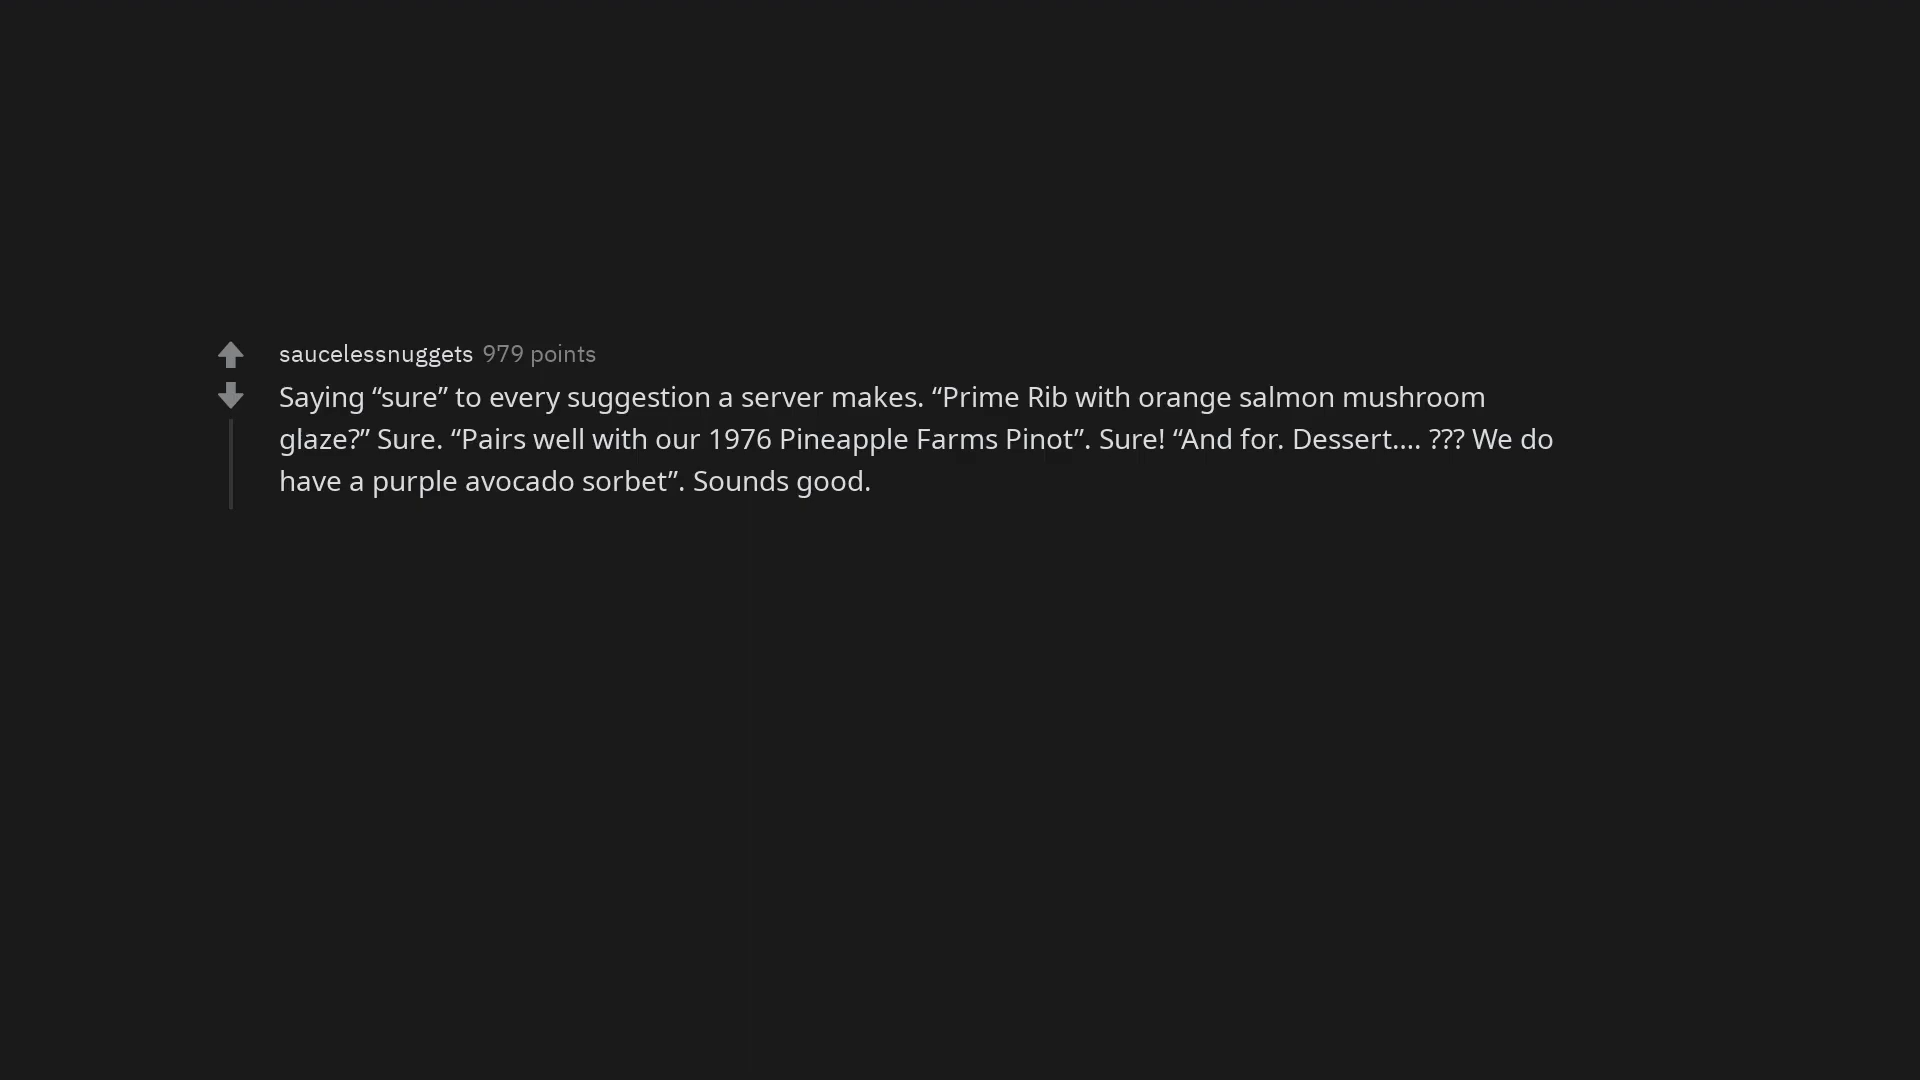 saucelessnuggets 979 points
Saying “sure” to every suggestion a server makes. “Prime Rib with orange salmon mushroom
glaze?” Sure. “Pairs well with our 1976 Pineapple Farms Pinot”. Sure! “And for. Dessert.... ??? We do
have a purple avocado sorbet”. Sounds good.